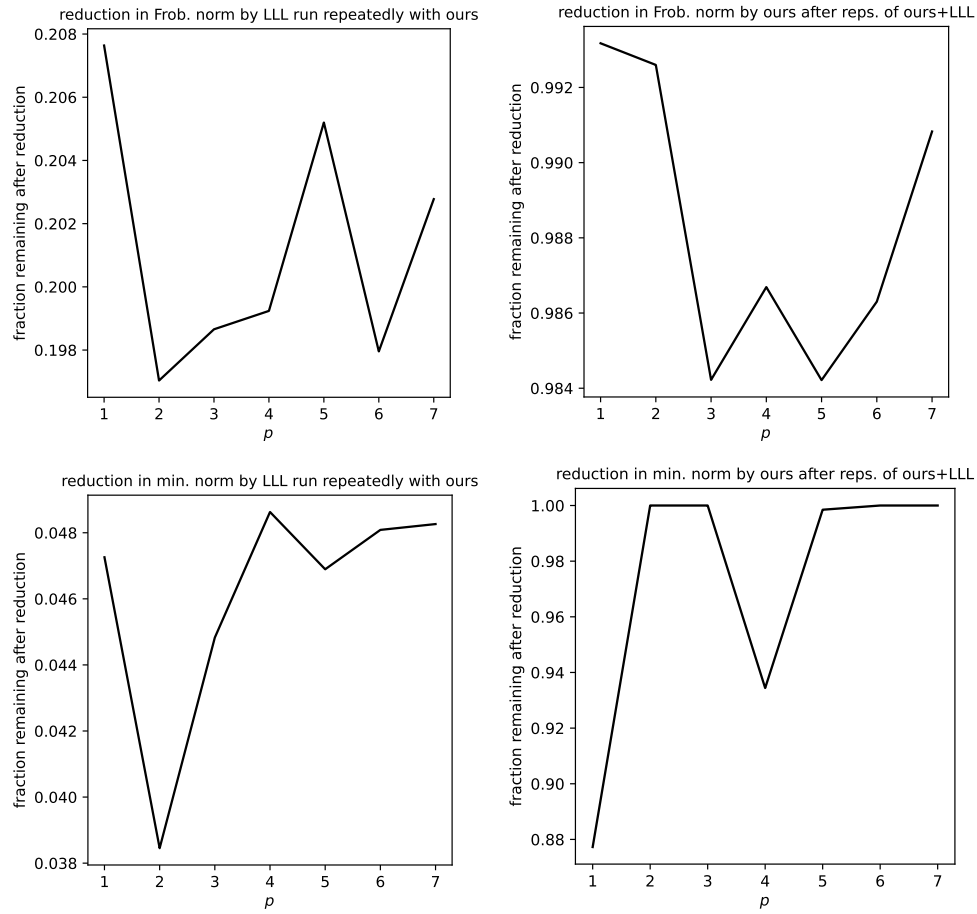 reduction in Frob. norm by LLL run repeatedly with ours
fraction remaining after reduction
0.208
0.206
0.204
0.202
0.200
0.198
1 2 3 4 5 6 7
p
reduction in Frob. norm by ours after reps. of ours+LLL
fraction remaining after reduction
0.992
0.990
0.988
0.986
0.984
1 2 3 4 5 6 7
p
reduction in min. norm by LLL run repeatedly with ours
fraction remaining after reduction
0.048
0.046
0.044
0.042
0.040
0.038
1 2 3 4 5 6 7
p
reduction in min. norm by ours after reps. of ours+LLL
fraction remaining after reduction
1.00
0.98
0.96
0.94
0.92
0.90
0.88
1 2 3 4 5 6 7
p